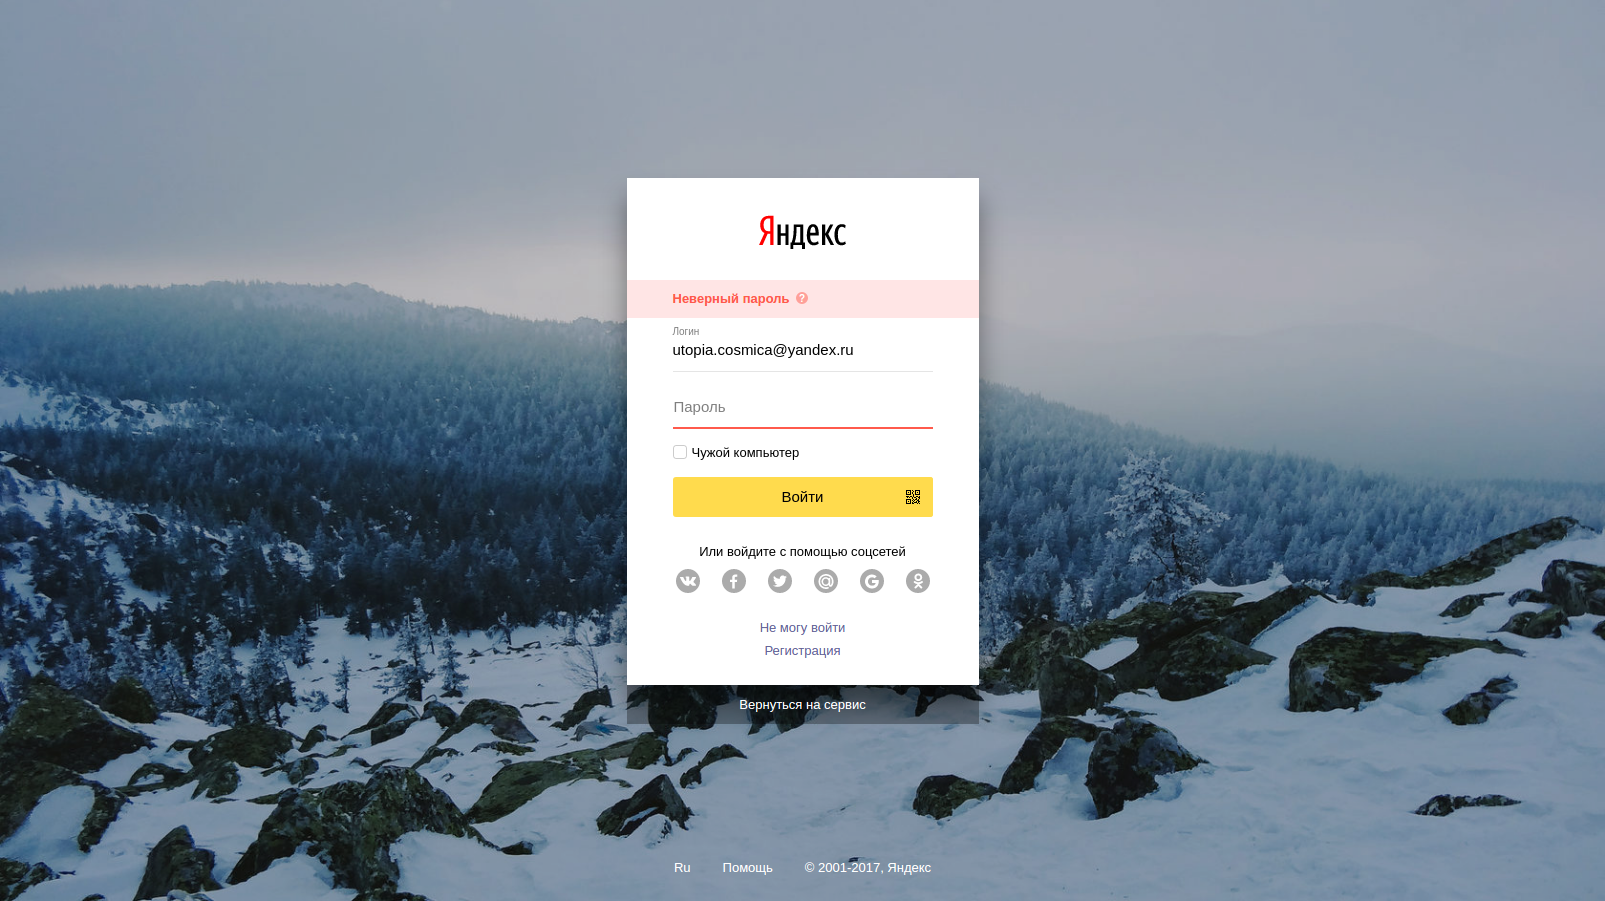 Яндекс
Неверный пароль ?
Логин
utopia.cosmica@yandex.ru
Пароль
Чужой компьютер
Войти
Или войдите с помощью соцсетей
Не могу войти
Регистрация
Вернуться на сервис
Ru Помощь © 2001-2017, Яндекс